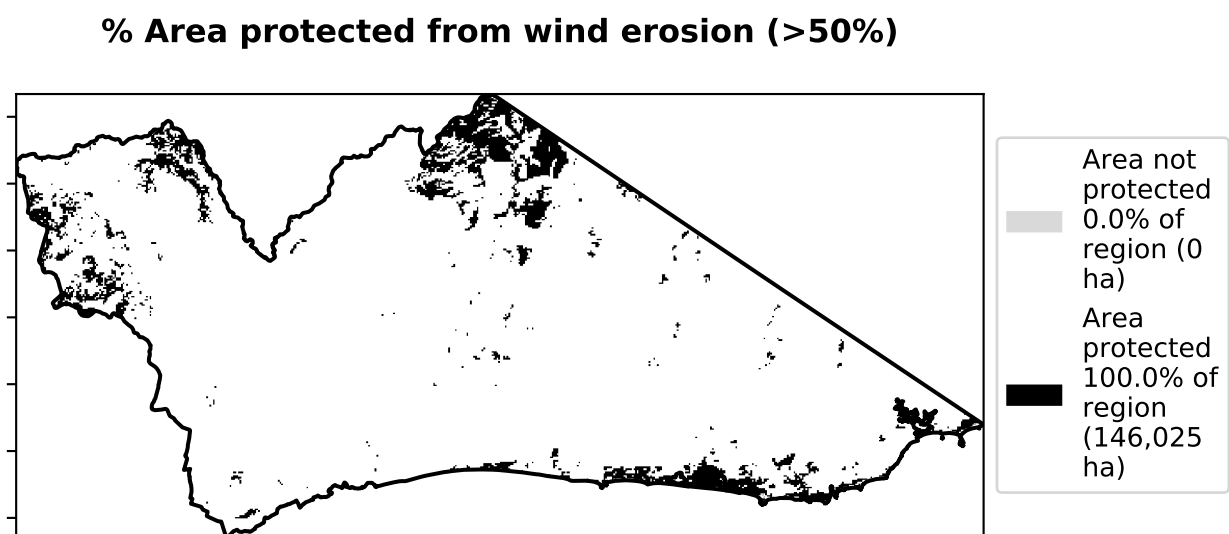 % Area protected from wind erosion (>50%)
Area not
protected
0.0% of
region (0
ha)
Area
protected
100.0% of
region
(146,025
ha)